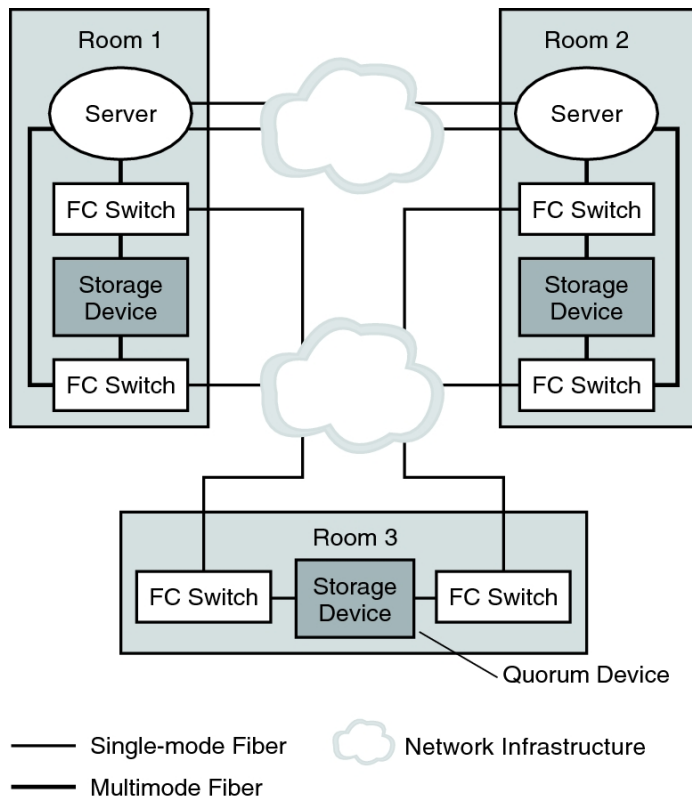 Room 1
Room 2
Server
Server
FC Switch
FC Switch
Storage
Device
Storage
Device
FC Switch
FC Switch
Room 3
FC Switch
Storage
Device
FC Switch
Quorum Device
Single-mode Fiber
Network Infrastructure
Multimode Fiber